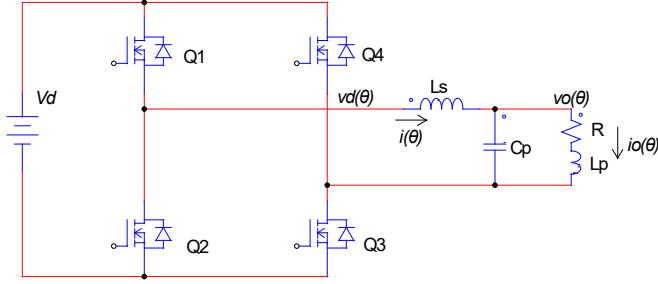 Q1
Q4
Vd
vd(θ)
Ls
vo(θ)
i(θ)
Cp
R
Lp
io(θ)
Q2
Q3